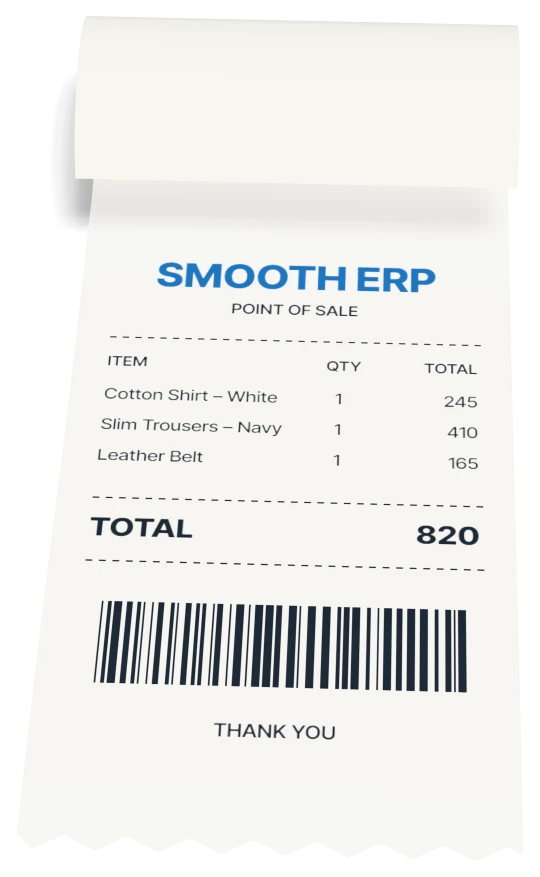 SMOOTH ERP
POINT OF SALE
ITEM QTY TOTAL
Cotton Shirt – White 1 245
Slim Trousers – Navy 1 410
Leather Belt 1 165
TOTAL 820
THANK YOU